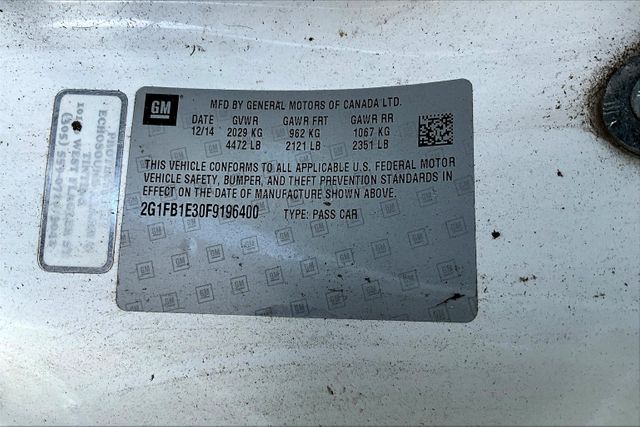 GM
MFD BY GENERAL MOTORS OF CANADA LTD.
DATE GVWR GAWR FRT GAWR RR
12/14 2029 KG 962 KG 1067 KG
4472 LB 2121 LB 2351 LB
THIS VEHICLE CONFORMS TO ALL APPLICABLE U.S. FEDERAL MOTOR
VEHICLE SAFETY, BUMPER, AND THEFT PREVENTION STANDARDS IN
EFFECT ON THE DATE OF MANUFACTURE SHOWN ABOVE.
2G1FB1E30F9196400 TYPE: PASS CAR